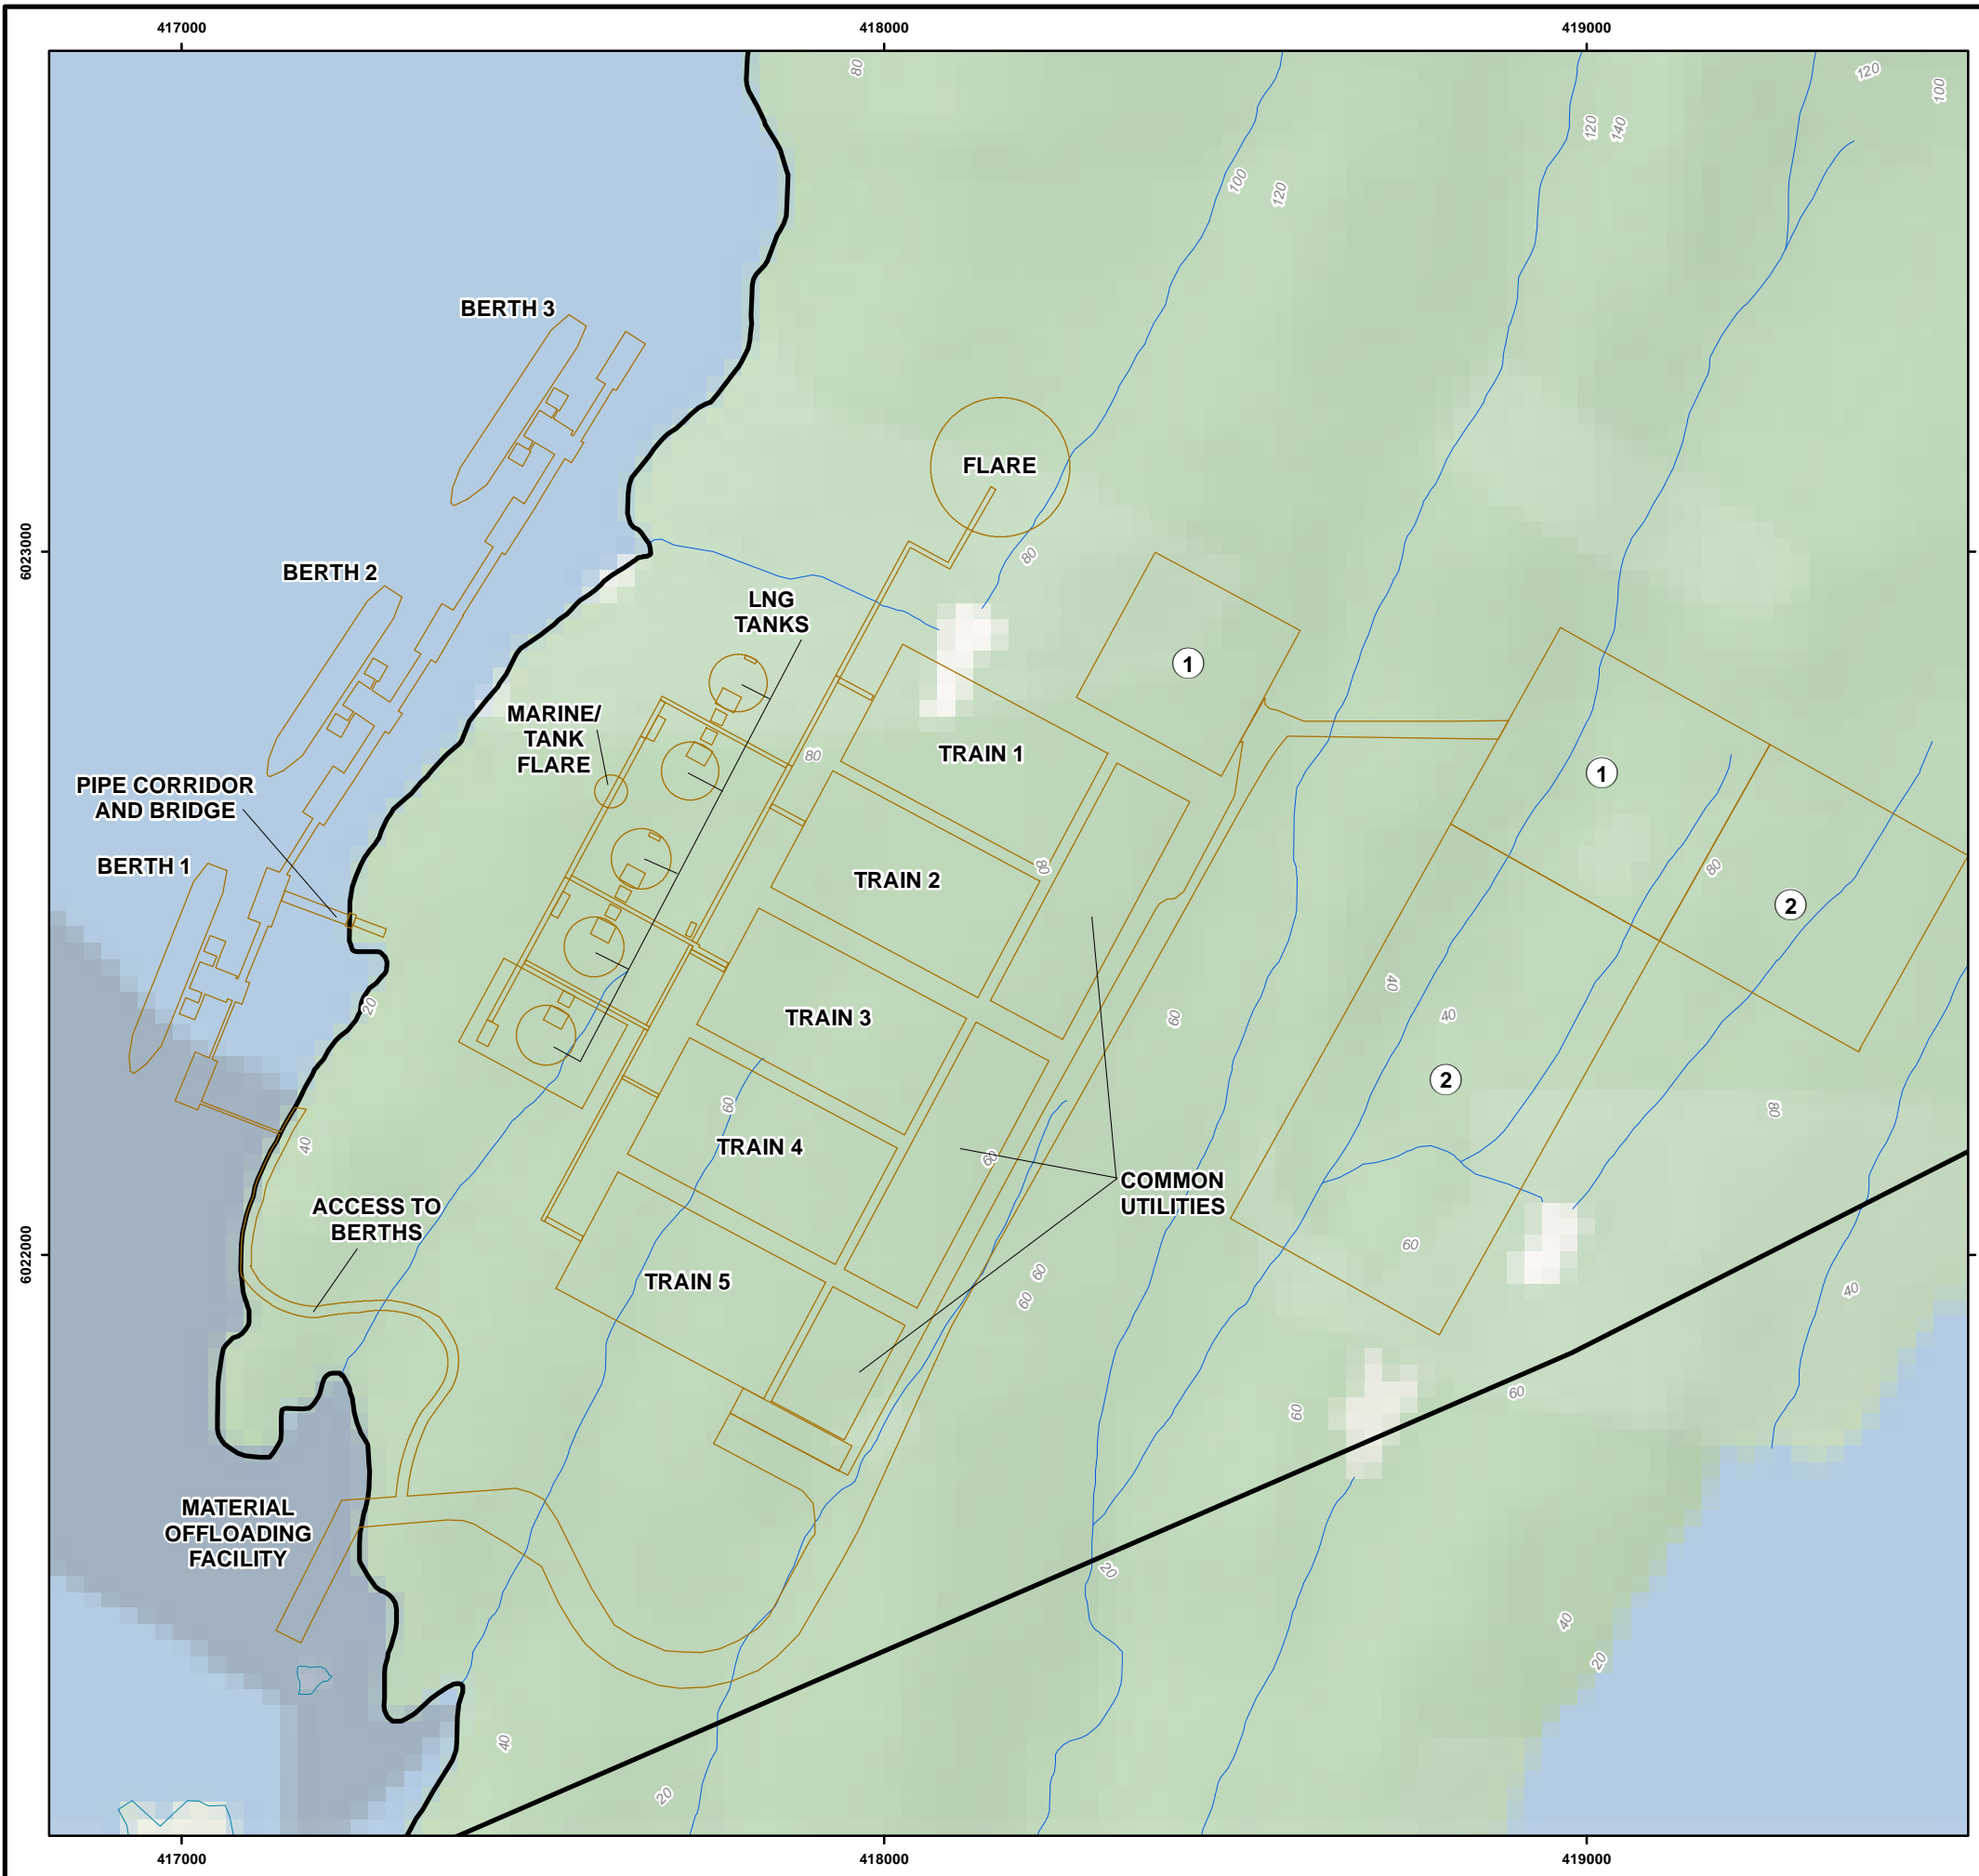 417000
418000
419000
80
120
100
120
140
100
120
BERTH 3
FLARE
6023000
80
BERTH 2
LNG
TANKS
1
MARINE/
TANK
FLARE
80
TRAIN 1
1
PIPE CORRIDOR
AND BRIDGE
BERTH 1
80
80
TRAIN 2
2
40
20
TRAIN 3
60
40
2
60
80
40
TRAIN 4
60
COMMON
UTILITIES
ACCESS TO
BERTHS
6022000
60
60
TRAIN 5
60
40
60
60
MATERIAL
OFFLOADING
FACILITY
20
40
20
40
20
417000
418000
419000